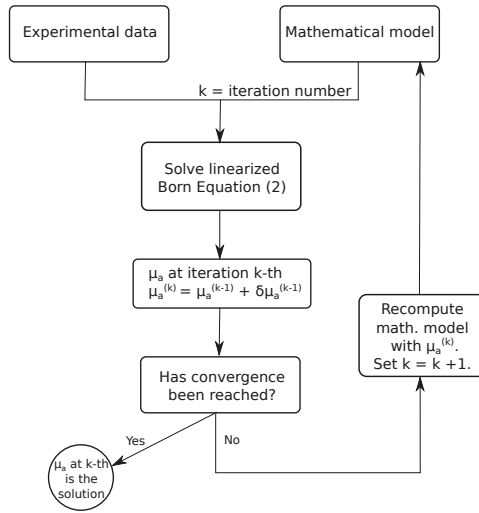 Experimental data
Mathematical model
k = iteration number
Solve linearized
Born Equation (2)
μₐ at iteration k-th
μₐ⁽ᵏ⁾ = μₐ⁽ᵏ⁻¹⁾ + δμₐ⁽ᵏ⁻¹⁾
Recompute
math. model
with μₐ⁽ᵏ⁾.
Set k = k +1.
Has convergence
been reached?
Yes
No
μₐ at k-th
is the
solution